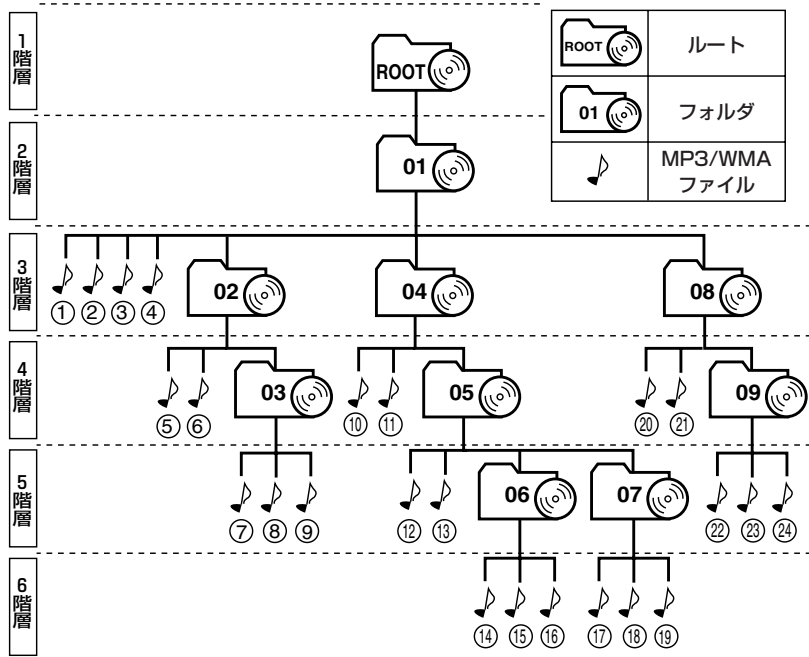 1階層
ROOT
ROOT ルート
01 フォルダ
MP3/WMA
ファイル
2階層
01
3階層
① ② ③ ④ 02 04 08
4階層
⑤ ⑥ 03 ⑩ ⑪ 05 ⑳ ㉑ 09
5階層
⑦ ⑧ ⑨ ⑫ ⑬ 06 07 ㉒ ㉓ ㉔
6階層
⑭ ⑮ ⑯ ⑰ ⑱ ⑲